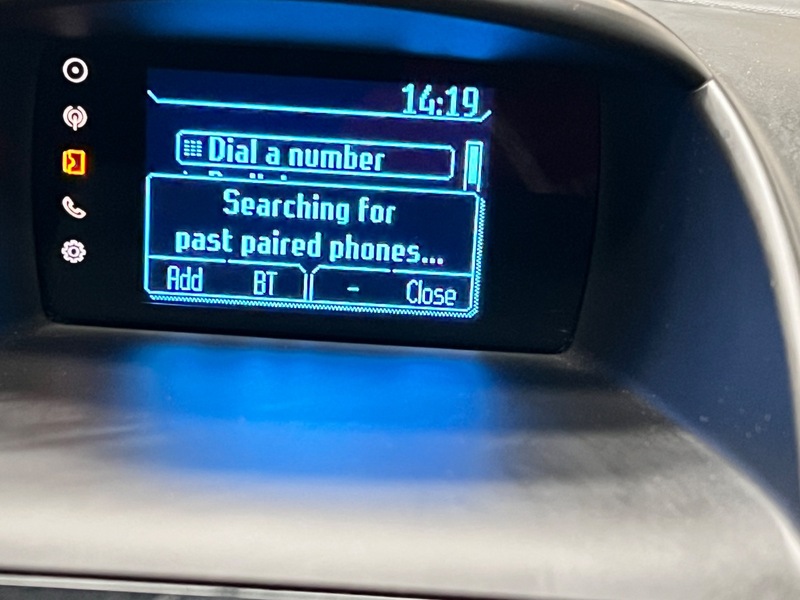 14:19
Dial a number
Searching for
past paired phones...
Add BT - Close